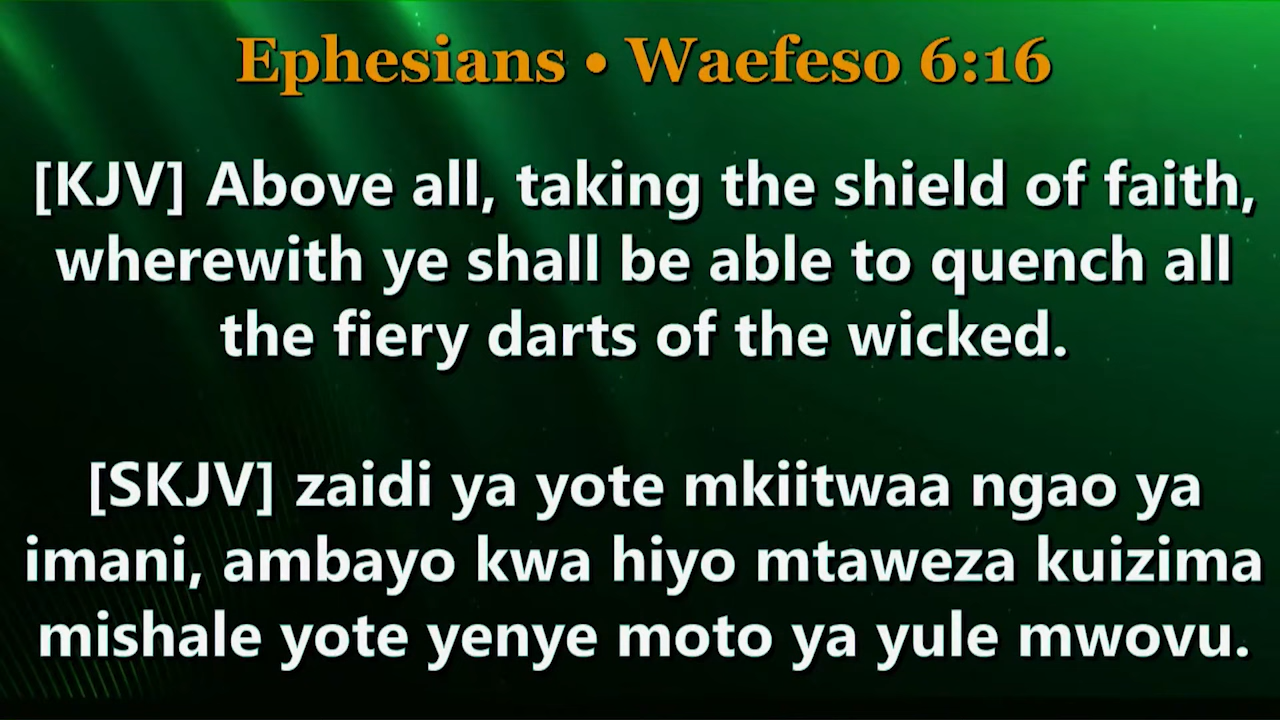 Ephesians • Waefeso 6:16
[KJV] Above all, taking the shield of faith,
wherewith ye shall be able to quench all
the fiery darts of the wicked.
[SKJV] zaidi ya yote mkiitwaa ngao ya
imani, ambayo kwa hiyo mtaweza kuizima
mishale yote yenye moto ya yule mwovu.